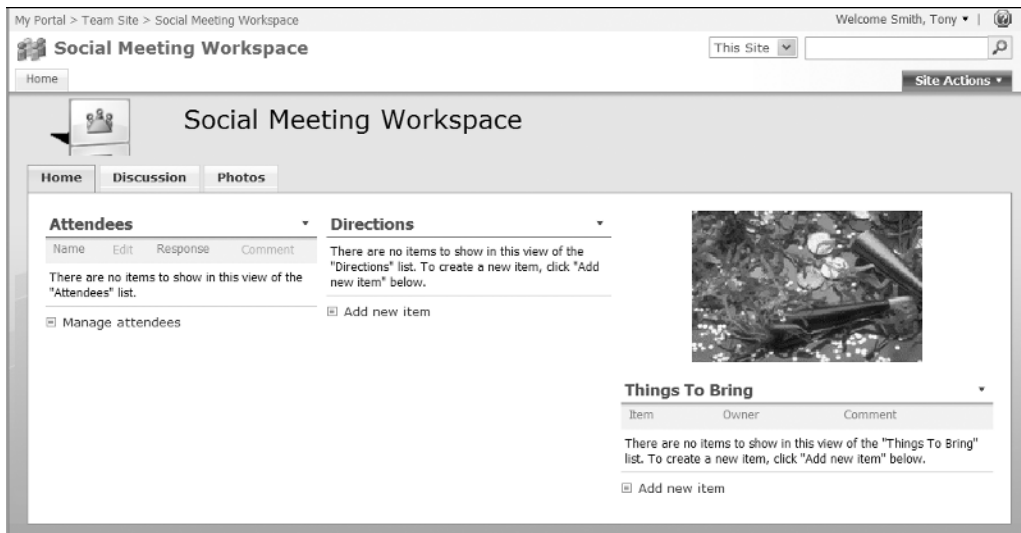 My Portal > Team Site > Social Meeting Workspace
Welcome Smith, Tony
Social Meeting Workspace
This Site
Home
Site Actions
Social Meeting Workspace
Home
Discussion
Photos
Attendees
Name Edit Response Comment
There are no items to show in this view of the
"Attendees" list.
Manage attendees
Directions
There are no items to show in this view of the
"Directions" list. To create a new item, click "Add
new item" below.
Add new item
Things To Bring
Item Owner Comment
There are no items to show in this view of the "Things To Bring"
list. To create a new item, click "Add new item" below.
Add new item